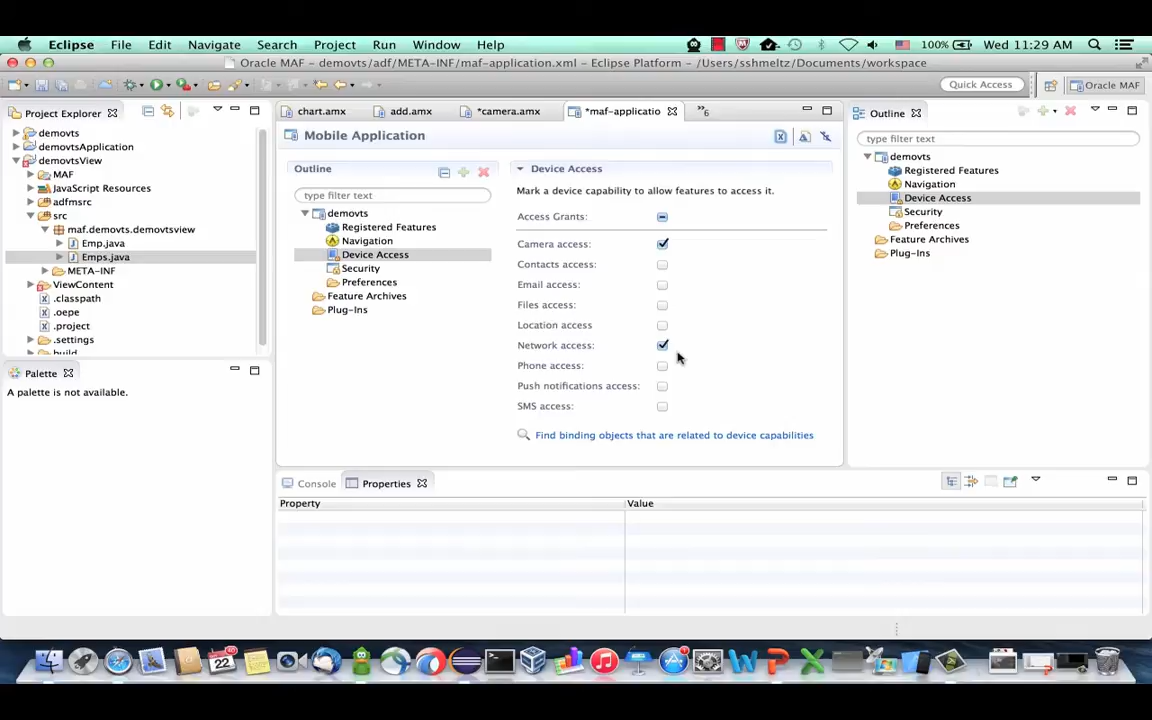 Eclipse File Edit Navigate Search Project Run Window Help 100% Wed 11:29 AM
Oracle MAF - demovts/adf/META-INF/maf-application.xml - Eclipse Platform - /Users/sshmeltz/Documents/workspace
Quick Access Oracle MAF
Project Explorer
demovts
demovtsApplication
demovtsView
MAF
JavaScript Resources
adfmsrc
src
maf.demovts.demovtsview
Emp.java
Emps.java
META-INF
ViewContent
.classpath
.oepe
.project
.settings
build
Palette
A palette is not available.
chart.amx add.amx *camera.amx *maf-applicatio »6
Mobile Application
Outline
type filter text
demovts
Registered Features
Navigation
Device Access
Security
Preferences
Feature Archives
Plug-Ins
Device Access
Mark a device capability to allow features to access it.
Access Grants:
Camera access:
Contacts access:
Email access:
Files access:
Location access
Network access:
Phone access:
Push notifications access:
SMS access:
Find binding objects that are related to device capabilities
Console Properties
Property Value
Outline
type filter text
demovts
Registered Features
Navigation
Device Access
Security
Preferences
Feature Archives
Plug-Ins
22